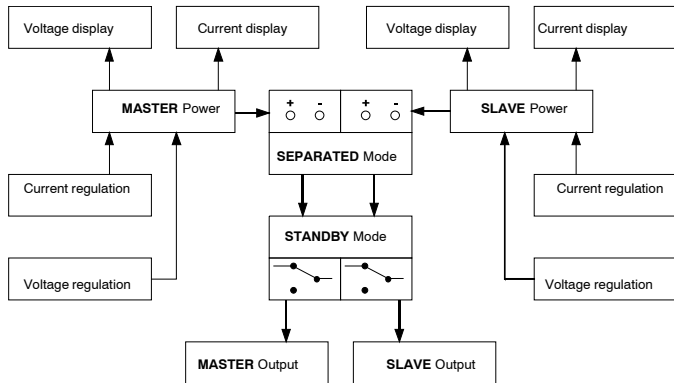 Voltage display
Current display
Voltage display
Current display
MASTER Power
+ -
+ -
SLAVE Power
SEPARATED Mode
Current regulation
Current regulation
STANDBY Mode
Voltage regulation
Voltage regulation
MASTER Output
SLAVE Output